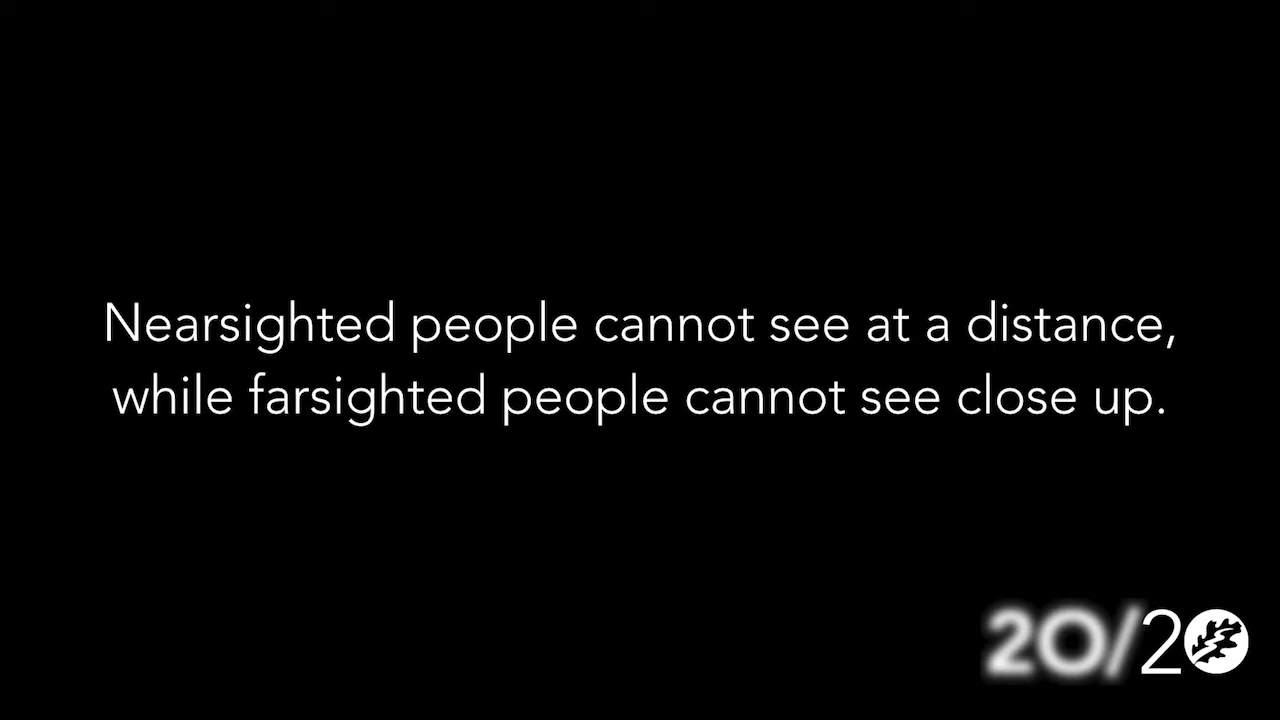 Nearsighted people cannot see at a distance,
while farsighted people cannot see close up.
20/20